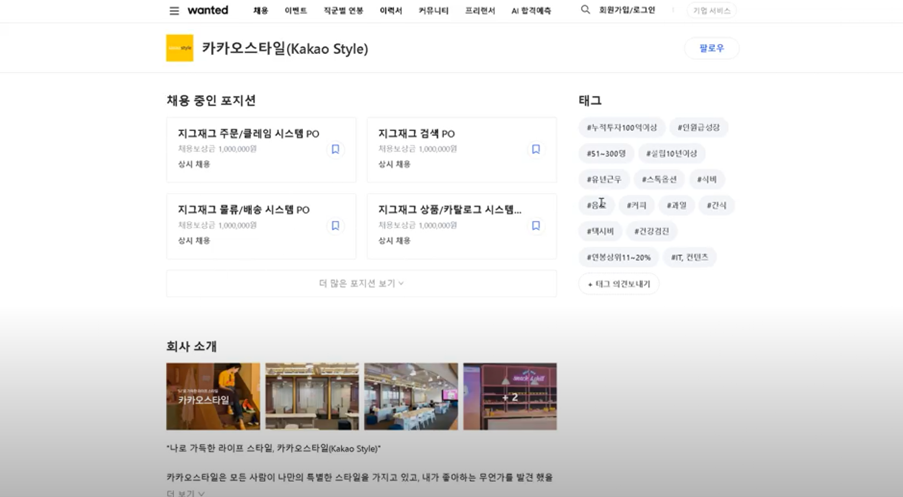 wanted
채용 이벤트 직군별 연봉 이력서 커뮤니티 프리랜서 AI 합격예측
회원가입/로그인
기업 서비스
카카오스타일(Kakao Style)
팔로우
채용 중인 포지션
지그재그 주문/클레임 시스템 PO
채용보상금 1,000,000원
상시 채용
지그재그 검색 PO
채용보상금 1,000,000원
상시 채용
지그재그 물류/배송 시스템 PO
채용보상금 1,000,000원
상시 채용
지그재그 상품/카탈로그 시스템...
채용보상금 1,000,000원
상시 채용
더 많은 포지션 보기
태그
#누적투자100억이상 #인원급성장
#51~300명 #설립10년이상
#유연근무 #스톡옵션 #식비
#커피 #과일 #간식
#택시비 #건강검진
#연봉상위11~20% #IT, 컨텐츠
+ 태그 의견보내기
회사 소개
카카오스타일
+ 2
"나로 가득한 라이프 스타일, 카카오스타일(Kakao Style)"
카카오스타일은 모든 사람이 나만의 특별한 스타일을 가지고 있고, 내가 좋아하는 무언가를 발견 했을
더 보기